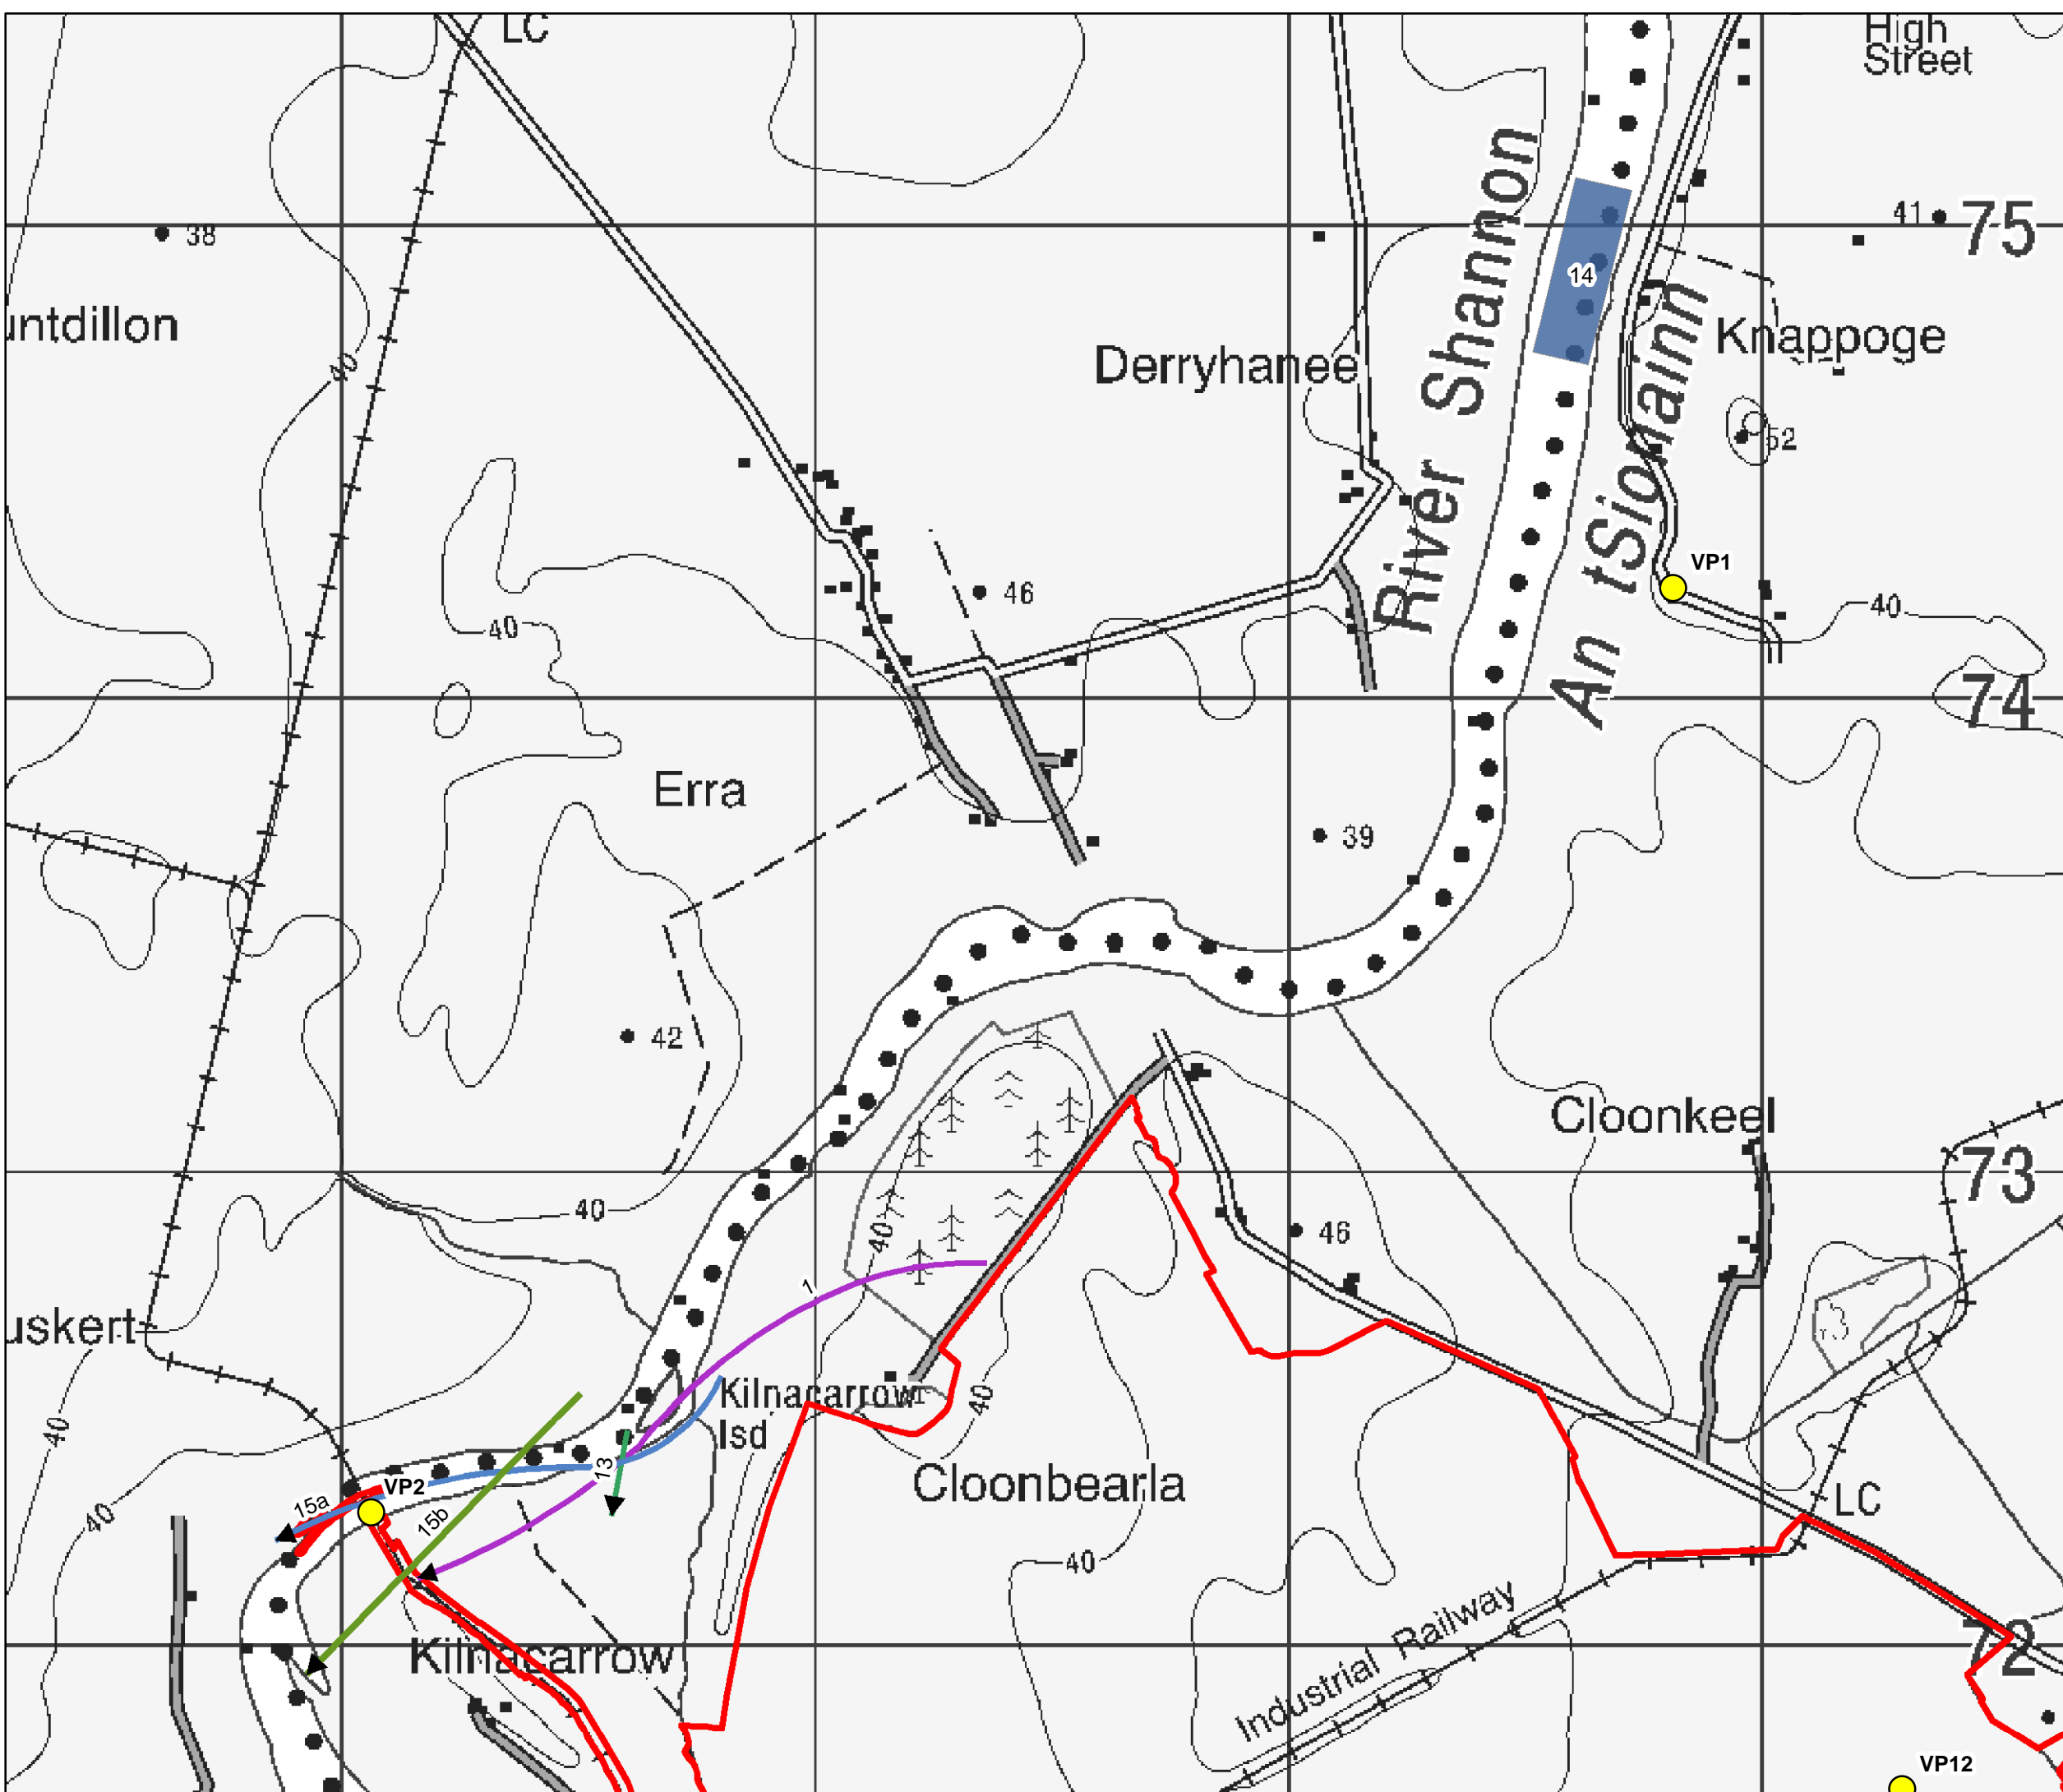 LC
High
Street
38
41
75
River Shannon
14
untdillon
40
Derryhanee
An tSionainn
Knappoge
52
VP1
46
40
40
74
Erra
39
42
Cloonkeel
73
40
40
46
1
uskert
Kilnacarrow
Isd
40
40
13
Cloonbearla
VP2
15a
15b
40
40
LC
Industrial Railway
Kilnacarrow
72
VP12